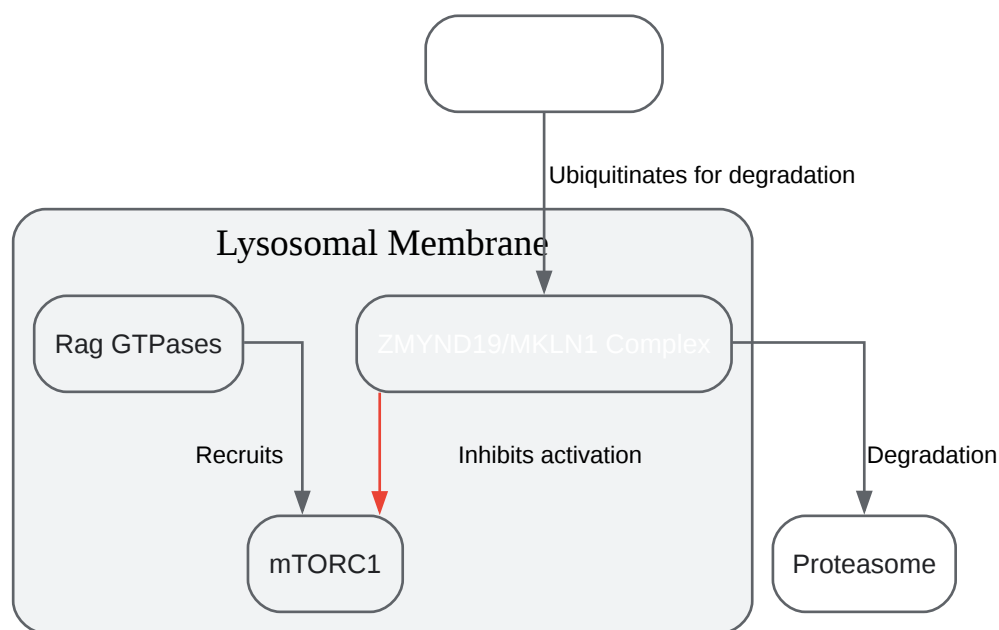 Ubiquitinates for degradation
Lysosomal Membrane
Rag GTPases
ZMYND19/MKLN1 Complex
Recruits
Inhibits activation
Degradation
mTORC1
Proteasome